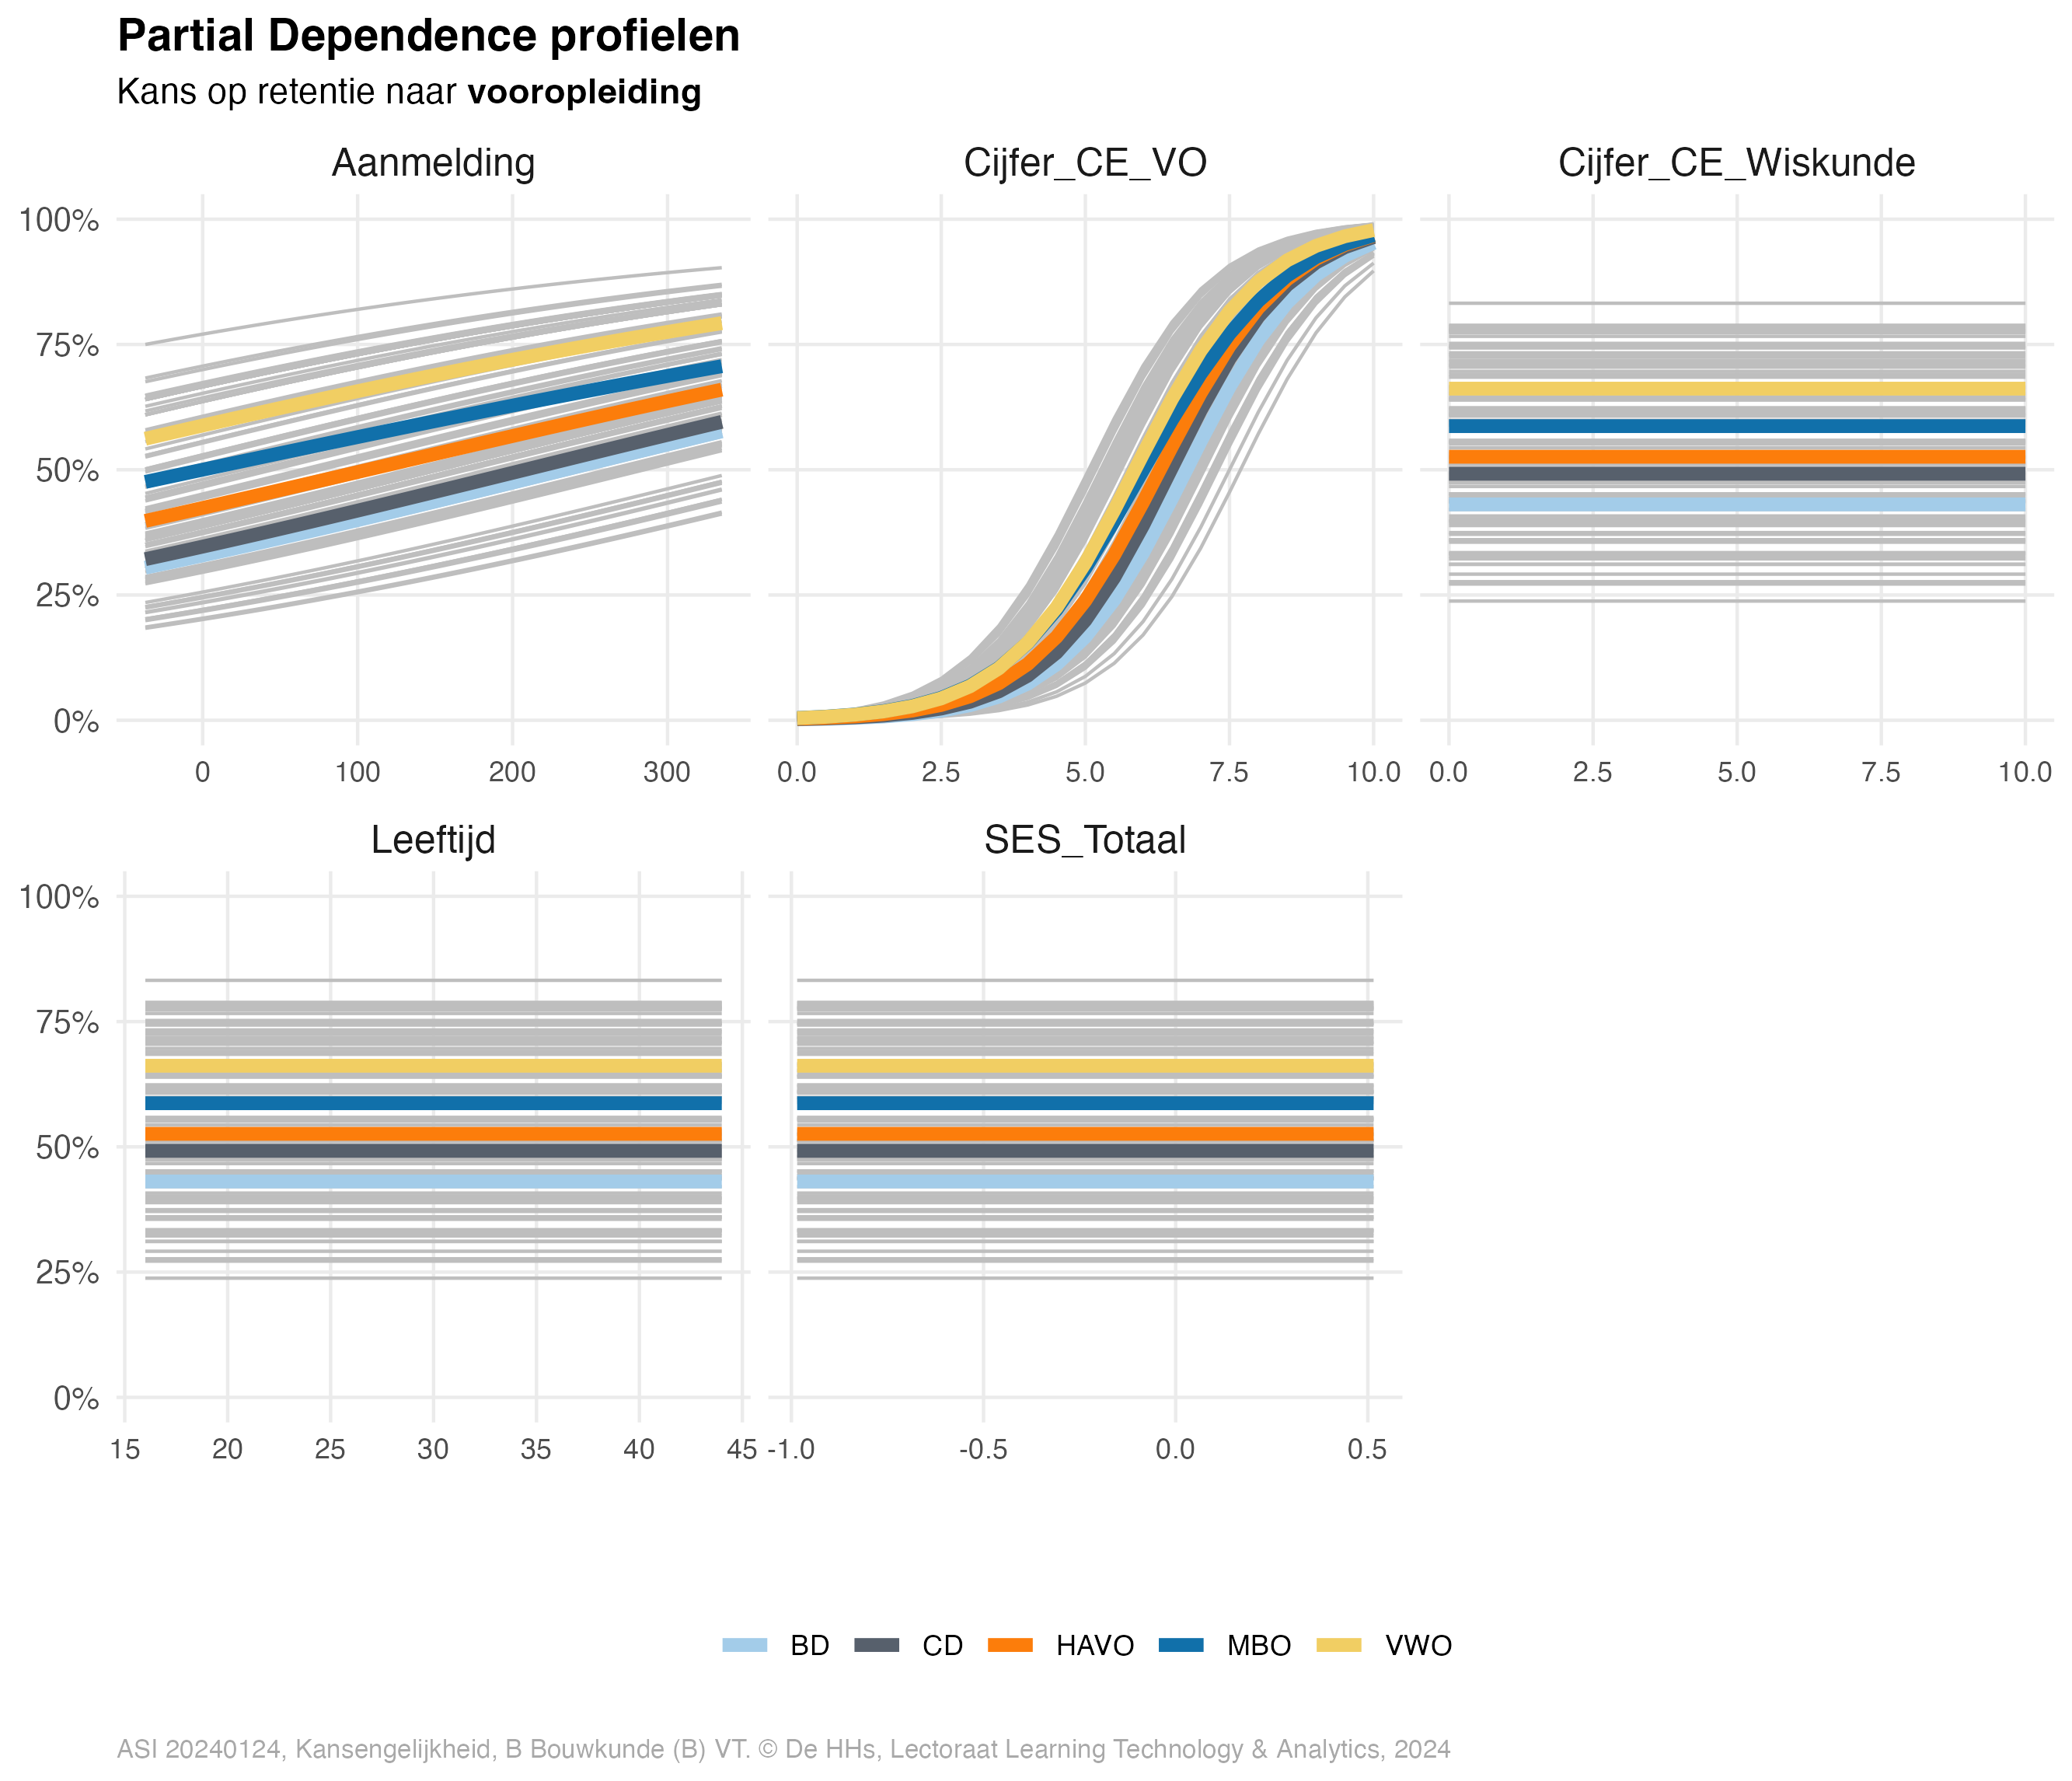 Partial Dependence profielen
Kans op retentie naar vooropleiding
Aanmelding
Cijfer_CE_VO
Cijfer_CE_Wiskunde
100%
75%
50%
25%
0%
0 100 200 300
0.0 2.5 5.0 7.5 10.0
0.0 2.5 5.0 7.5 10.0
Leeftijd
SES_Totaal
100%
75%
50%
25%
0%
15 20 25 30 35 40 45
-1.0 -0.5 0.0 0.5
BD CD HAVO MBO VWO
ASI 20240124, Kansengelijkheid, B Bouwkunde (B) VT. © De HHs, Lectoraat Learning Technology & Analytics, 2024